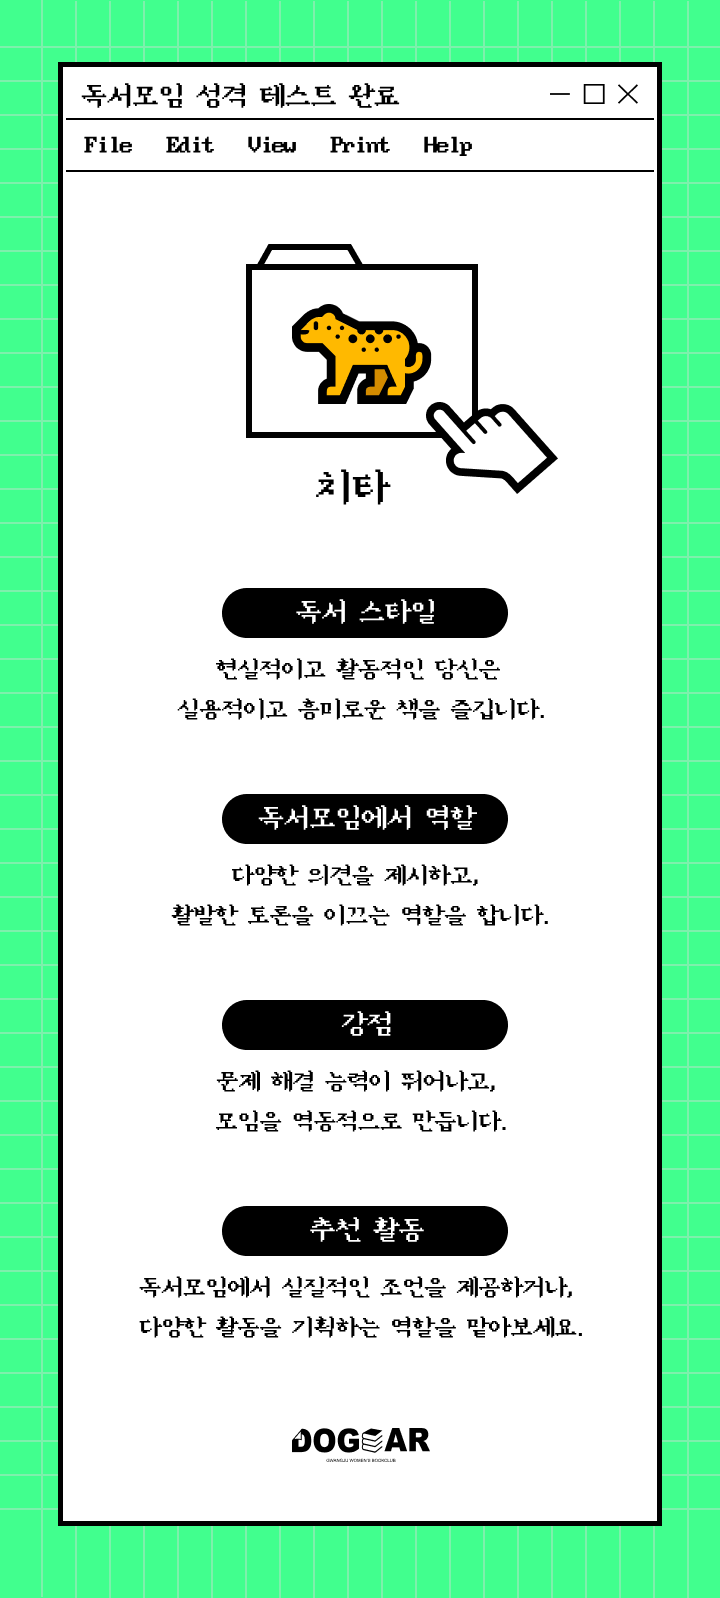 독서모임 성격 테스트 완료
File Edit View Print Help
치타
독서 스타일
현실적이고 활동적인 당신은
실용적이고 흥미로운 책을 즐깁니다.
독서모임에서 역할
다양한 의견을 제시하고,
활발한 토론을 이끄는 역할을 합니다.
강점
문제 해결 능력이 뛰어나고,
모임을 역동적으로 만듭니다.
추천 활동
독서모임에서 실질적인 조언을 제공하거나,
다양한 활동을 기획하는 역할을 맡아보세요.
DOGEAR
GWANGJU WOMEN'S BOOKCLUB